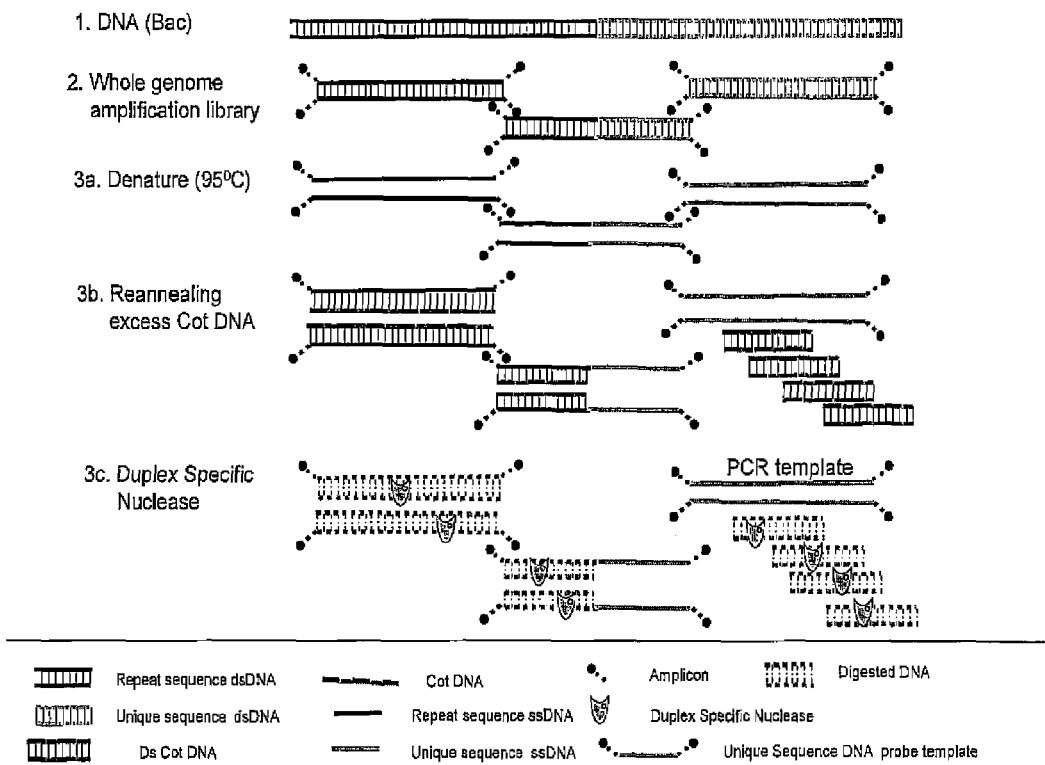 1. DNA (Bac)
2. Whole genome
amplification library
3a. Denature (95⁰C)
3b. Reannealing
excess Cot DNA
3c. Duplex Specific
Nuclease
PCR template
Repeat sequence dsDNA
Cot DNA
Amplicon
Digested DNA
Unique sequence dsDNA
Repeat sequence ssDNA
Duplex Specific Nuclease
Ds Cot DNA
Unique sequence ssDNA
Unique Sequence DNA probe template